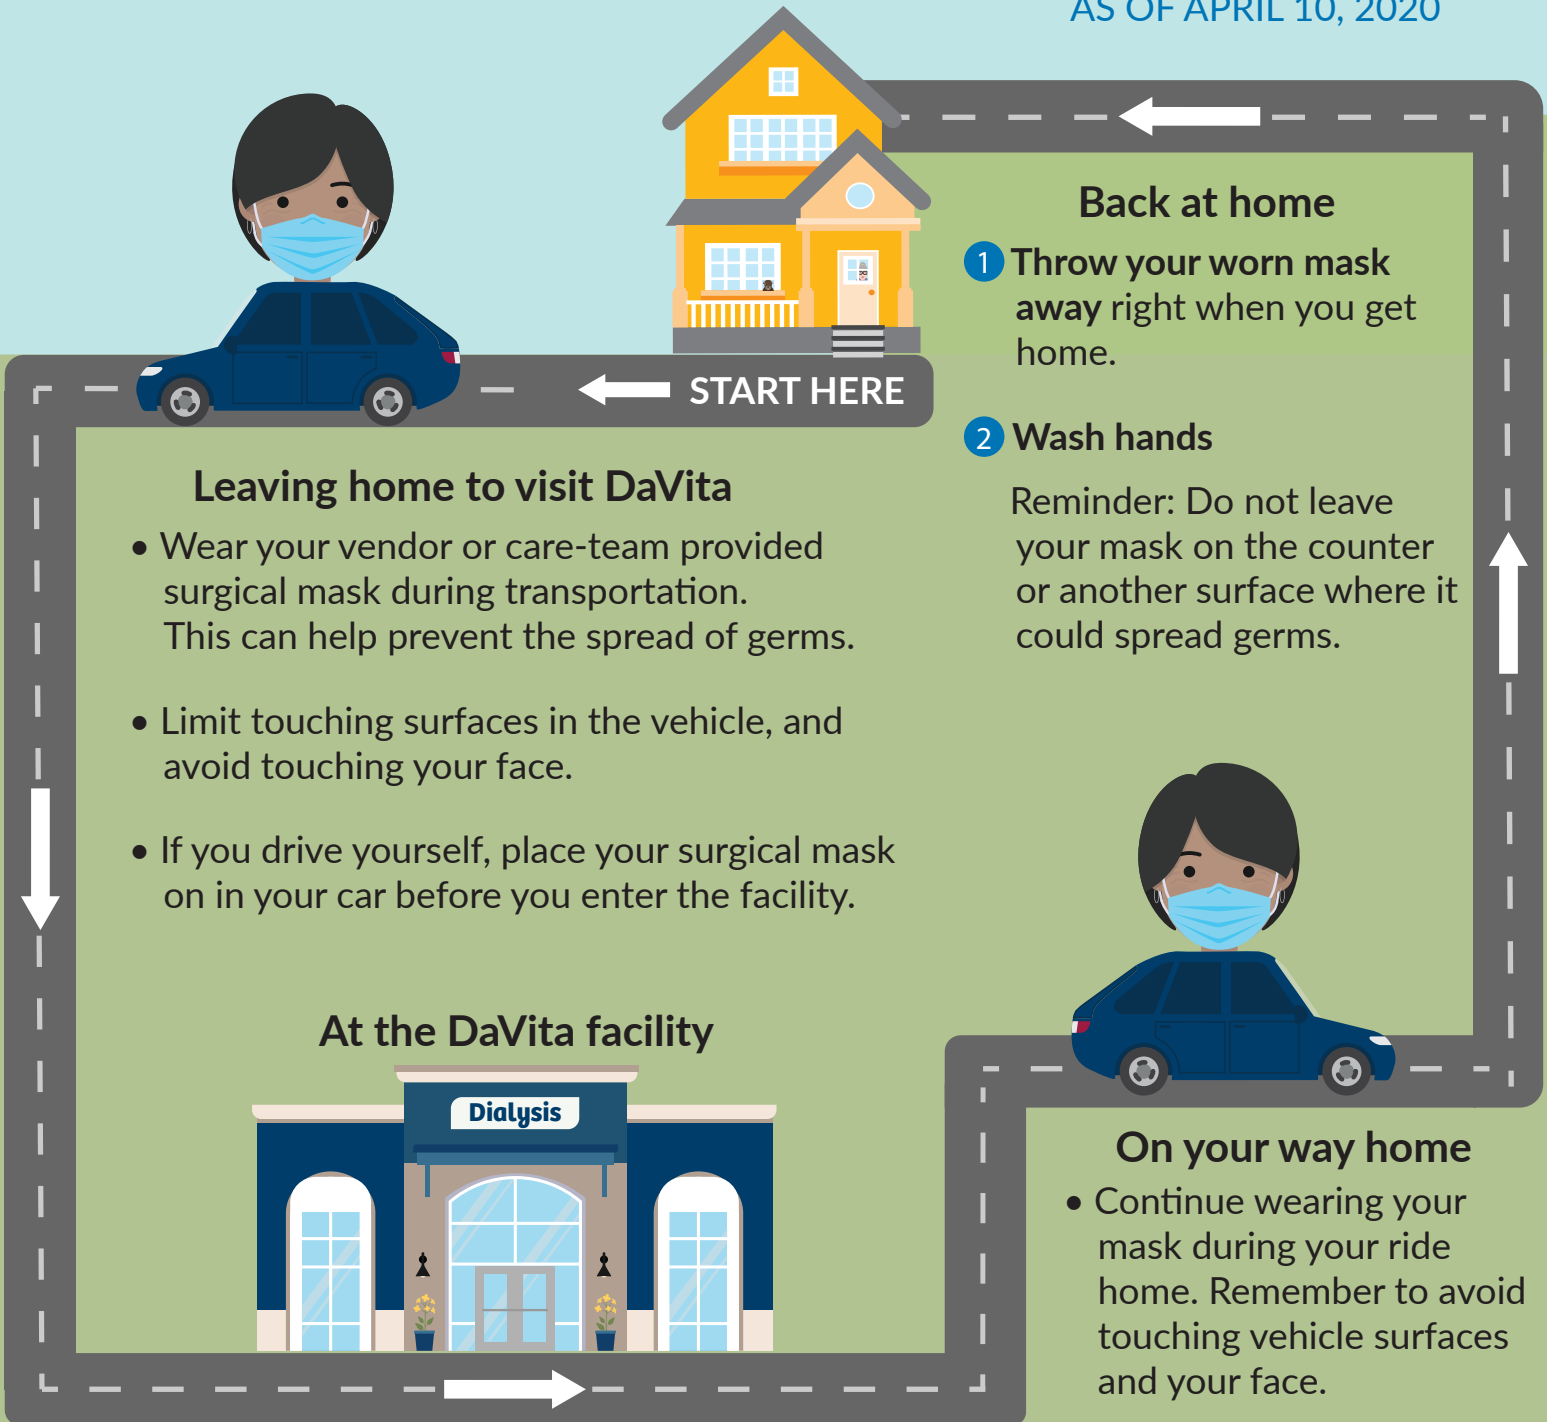 AS OF APRIL 10, 2020
START HERE
Leaving home to visit DaVita
• Wear your vendor or care-team provided
surgical mask during transportation.
This can help prevent the spread of germs.
• Limit touching surfaces in the vehicle, and
avoid touching your face.
• If you drive yourself, place your surgical mask
on in your car before you enter the facility.
At the DaVita facility
Dialysis
On your way home
• Continue wearing your
mask during your ride
home. Remember to avoid
touching vehicle surfaces
and your face.
Back at home
1 Throw your worn mask
away right when you get
home.
2 Wash hands
Reminder: Do not leave
your mask on the counter
or another surface where it
could spread germs.